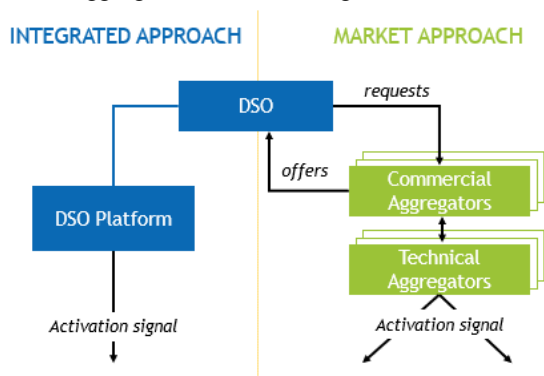 INTEGRATED APPROACH
MARKET APPROACH
DSO
requests
offers
Commercial
Aggregators
DSO Platform
Technical
Aggregators
Activation signal
Activation signal